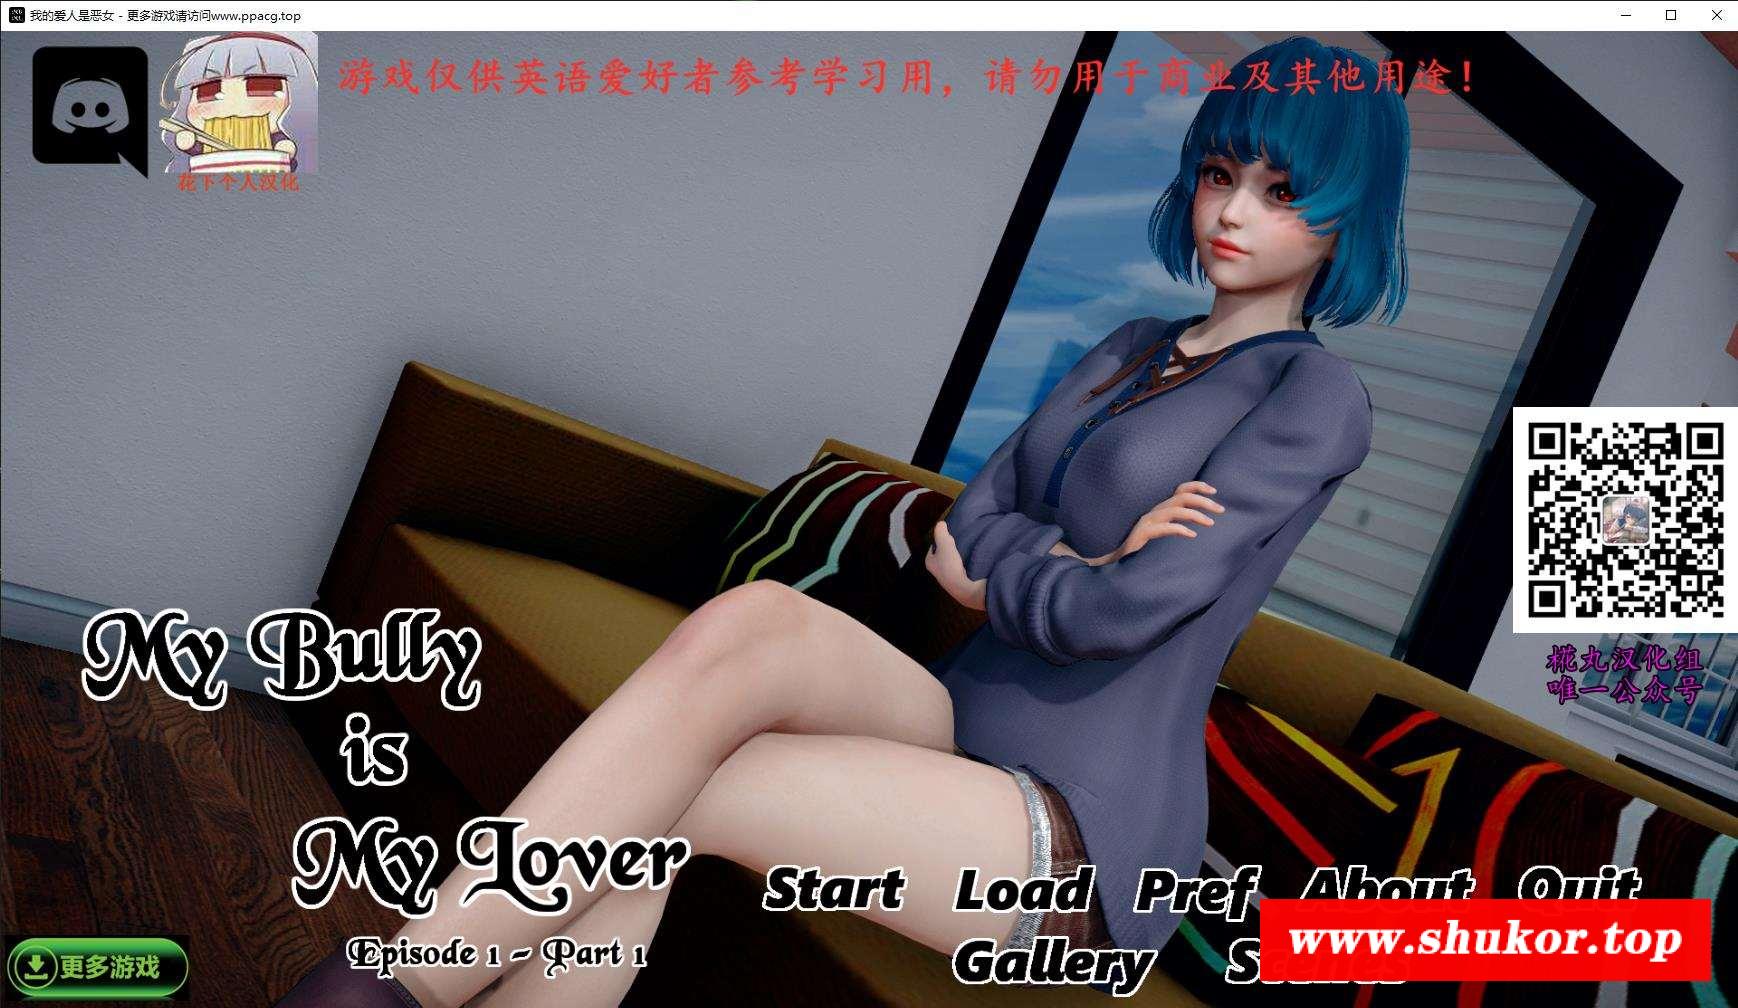 我的爱人是恶女 - 更多游戏请访问www.ppacg.top
游戏仅供英语爱好者参考学习用，请勿用于商业及其他用途！
花下个人汉化
椛丸汉化组
唯一公众号
My Bully
is
My Lover
Episode 1 - Part 1
Start Load Pref About Quit
Gallery
www.shukor.top
更多游戏